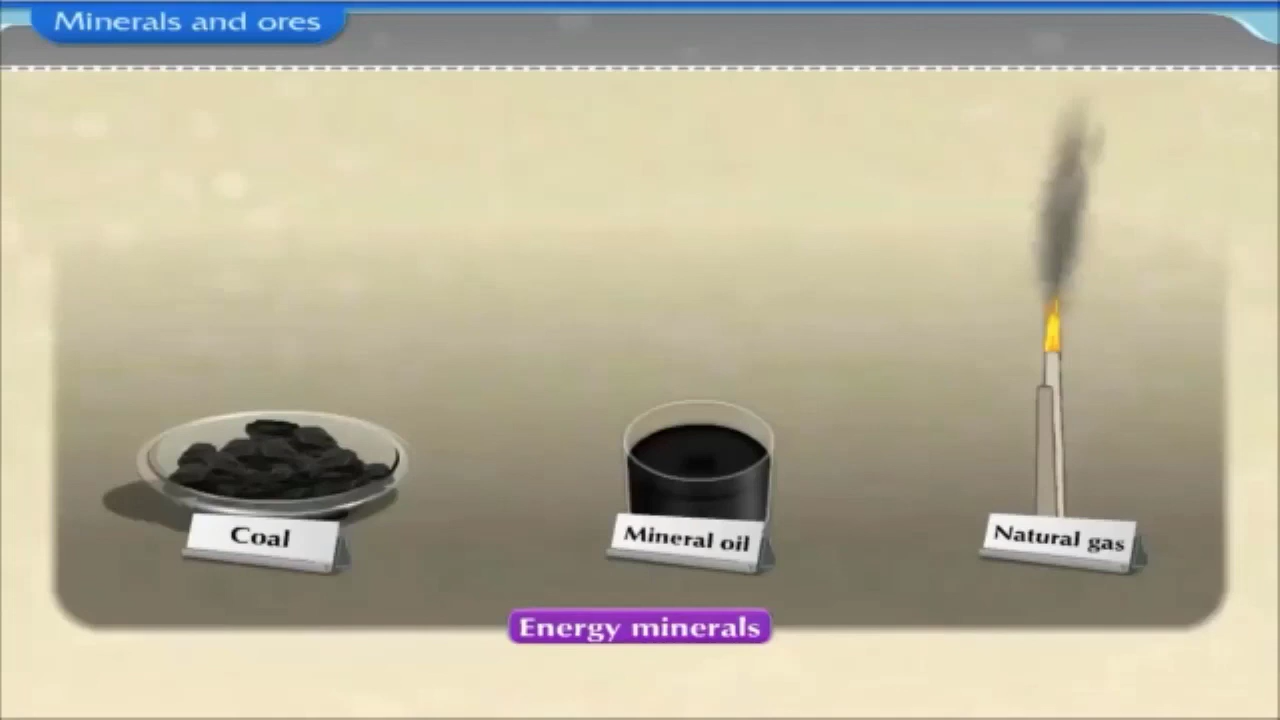 Minerals and ores
Coal
Mineral oil
Natural gas
Energy minerals